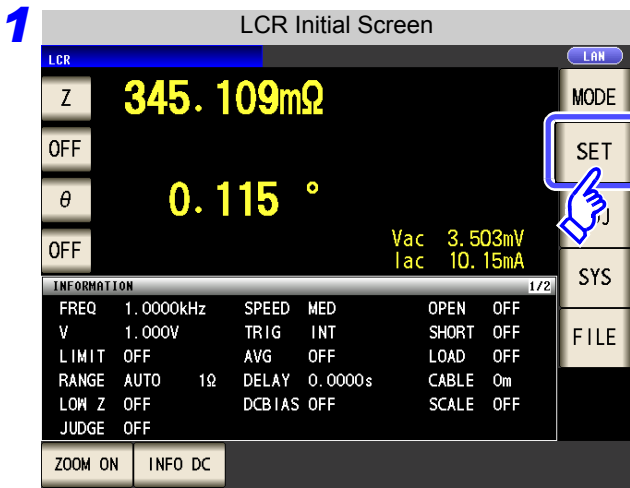 1
LCR Initial Screen
LCR
LAN
Z 345.109mΩ
MODE
OFF
SET
θ 0.115 °
OFF
Vac 3.503mV
Iac 10.15mA
SYS
INFORMATION 1/2
FREQ 1.0000kHz SPEED MED OPEN OFF
V 1.000V TRIG INT SHORT OFF
FILE
LIMIT OFF AVG OFF LOAD OFF
RANGE AUTO 1Ω DELAY 0.0000s CABLE 0m
LOW Z OFF DCBIAS OFF SCALE OFF
JUDGE OFF
ZOOM ON INFO DC